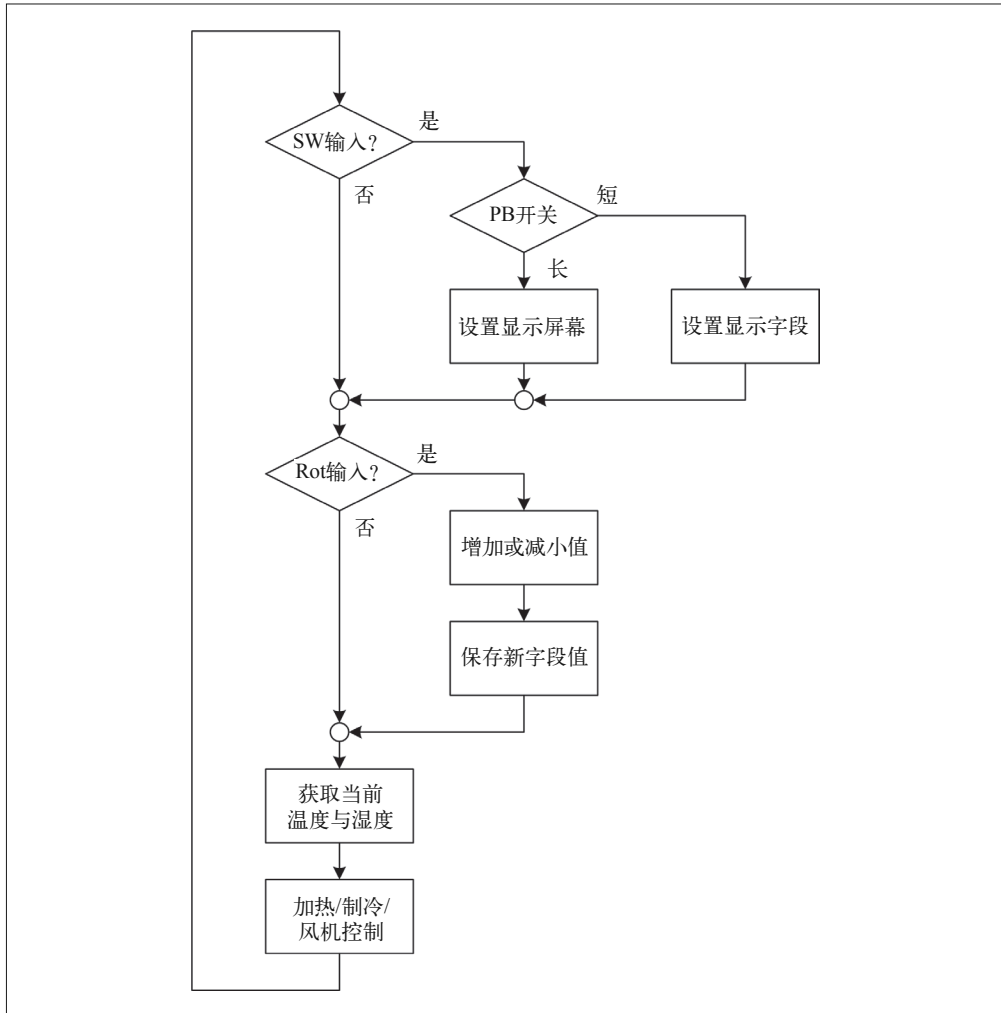 SW输入?
是
否
PB开关
短
长
设置显示屏幕
设置显示字段
Rot输入?
是
否
增加或减小值
保存新字段值
获取当前
温度与湿度
加热/制冷/
风机控制